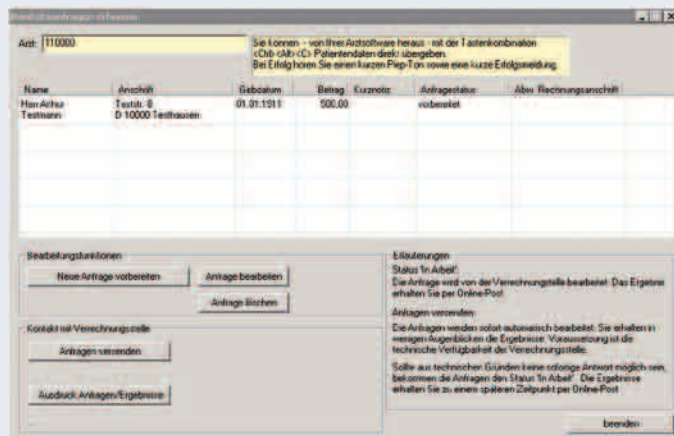 Bonitätsanfragen erfassen
Arzt: 110000
Sie können - von Ihrer Arztsoftware heraus - mit der Tastenkombination
<Ctrl> <Alt> <C> Patientendaten direkt übergeben.
Bei Erfolg hören Sie einen kurzen Piep-Ton sowie eine kurze Erfolgsmeldung.
Name Anschrift Gebdatum Betrag Kurznotiz Anfragestatus Abw. Rechnungsanschrift
Herr Arthur Teststr. 8 01.01.1911 500,00 vorbereitet
Testmann D 10000 Testhausen
Bearbeitungsfunktionen
Neue Anfrage vorbereiten Anfrage bearbeiten
Anfrage löschen
Kontakt mit Verrechnungsstelle
Anfragen versenden
Ausdruck Anfragen/Ergebnisse
Erläuterungen
Status 'In Arbeit':
Die Anfrage wird von der Verrechnungstelle bearbeitet. Das Ergebnis
erhalten Sie per Online-Post
Anfragen versenden:
Die Anfragen werden sofort automatisch bearbeitet. Sie erhalten in
wenigen Augenblicken die Ergebnisse. Voraussetzung ist die
technische Verfügbarkeit der Verrechnungsstelle.
Sollte aus technischen Gründen keine sofortige Antwort möglich sein,
bekommen die Anfragen den Status 'In Arbeit'. Die Ergebnisse
erhalten Sie zu einem späteren Zeitpunkt per Online-Post
beenden